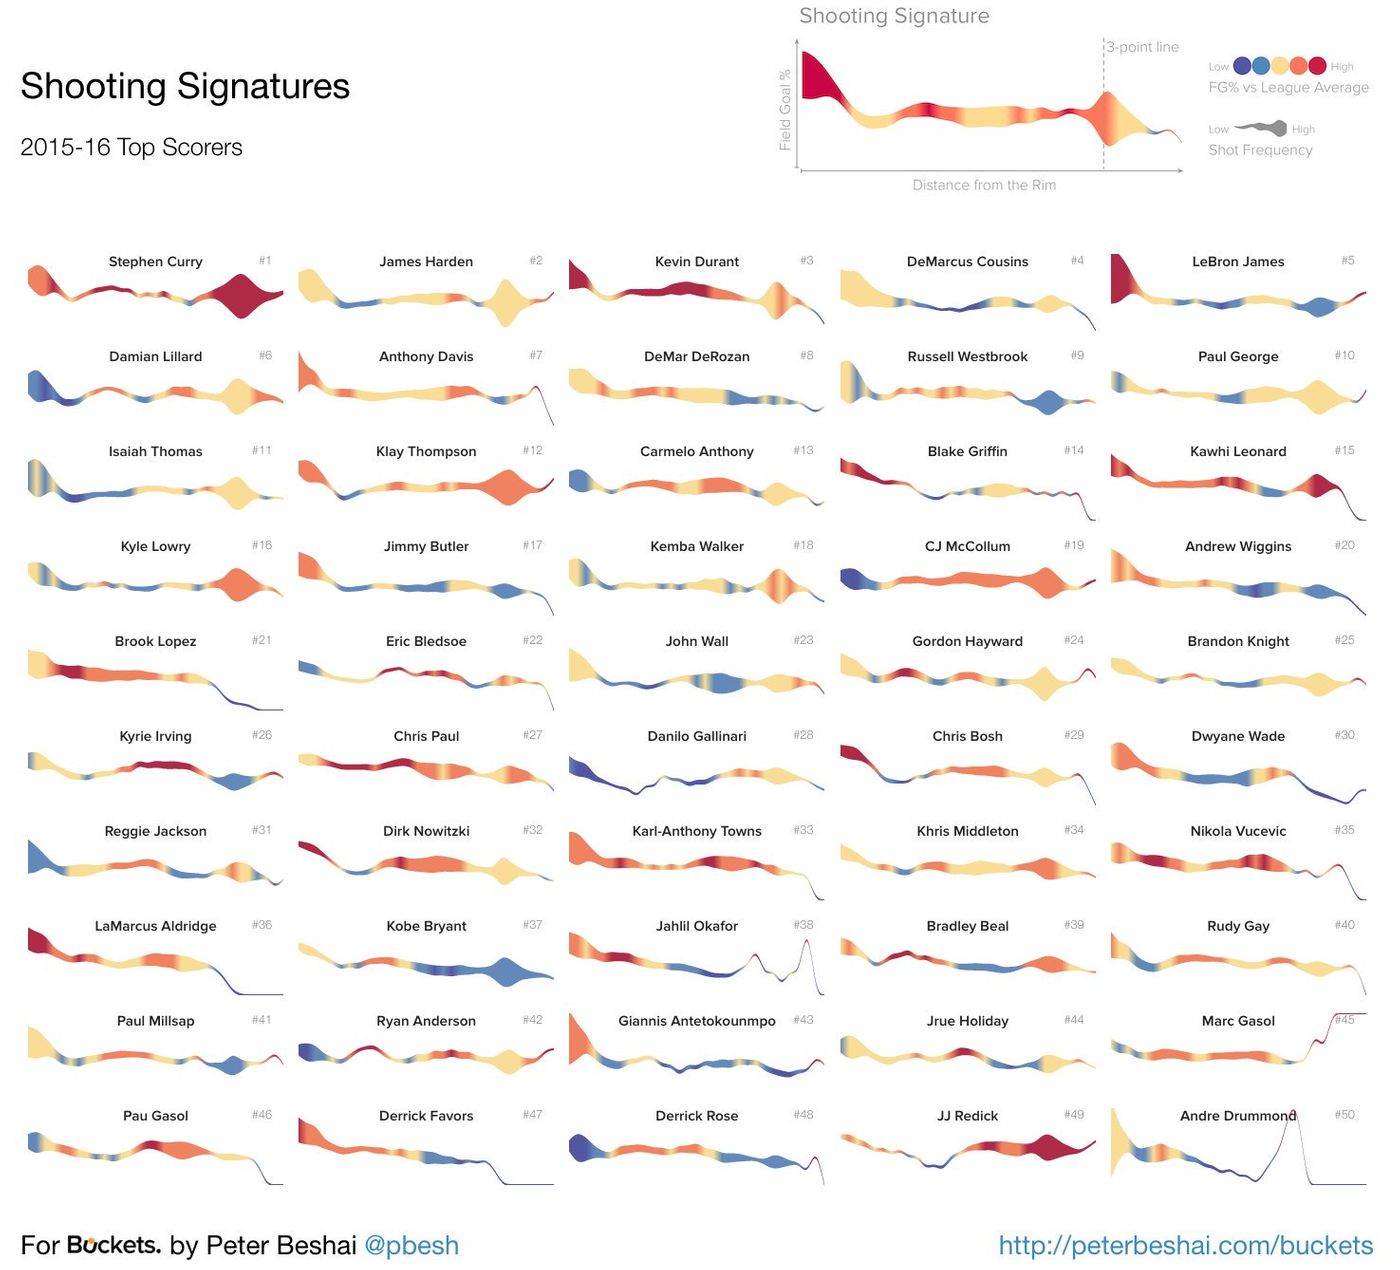 Shooting Signatures
2015-16 Top Scorers
Shooting Signature
3-point line
Field Goal %
Distance from the Rim
Low High
FG% vs League Average
Low High
Shot Frequency
Stephen Curry #1
James Harden #2
Kevin Durant #3
DeMarcus Cousins #4
LeBron James #5
Damian Lillard #6
Anthony Davis #7
DeMar DeRozan #8
Russell Westbrook #9
Paul George #10
Isaiah Thomas #11
Klay Thompson #12
Carmelo Anthony #13
Blake Griffin #14
Kawhi Leonard #15
Kyle Lowry #16
Jimmy Butler #17
Kemba Walker #18
CJ McCollum #19
Andrew Wiggins #20
Brook Lopez #21
Eric Bledsoe #22
John Wall #23
Gordon Hayward #24
Brandon Knight #25
Kyrie Irving #26
Chris Paul #27
Danilo Gallinari #28
Chris Bosh #29
Dwyane Wade #30
Reggie Jackson #31
Dirk Nowitzki #32
Karl-Anthony Towns #33
Khris Middleton #34
Nikola Vucevic #35
LaMarcus Aldridge #36
Kobe Bryant #37
Jahlil Okafor #38
Bradley Beal #39
Rudy Gay #40
Paul Millsap #41
Ryan Anderson #42
Giannis Antetokounmpo #43
Jrue Holiday #44
Marc Gasol #45
Pau Gasol #46
Derrick Favors #47
Derrick Rose #48
JJ Redick #49
Andre Drummond #50
For Buckets. by Peter Beshai @pbesh
http://peterbeshai.com/buckets